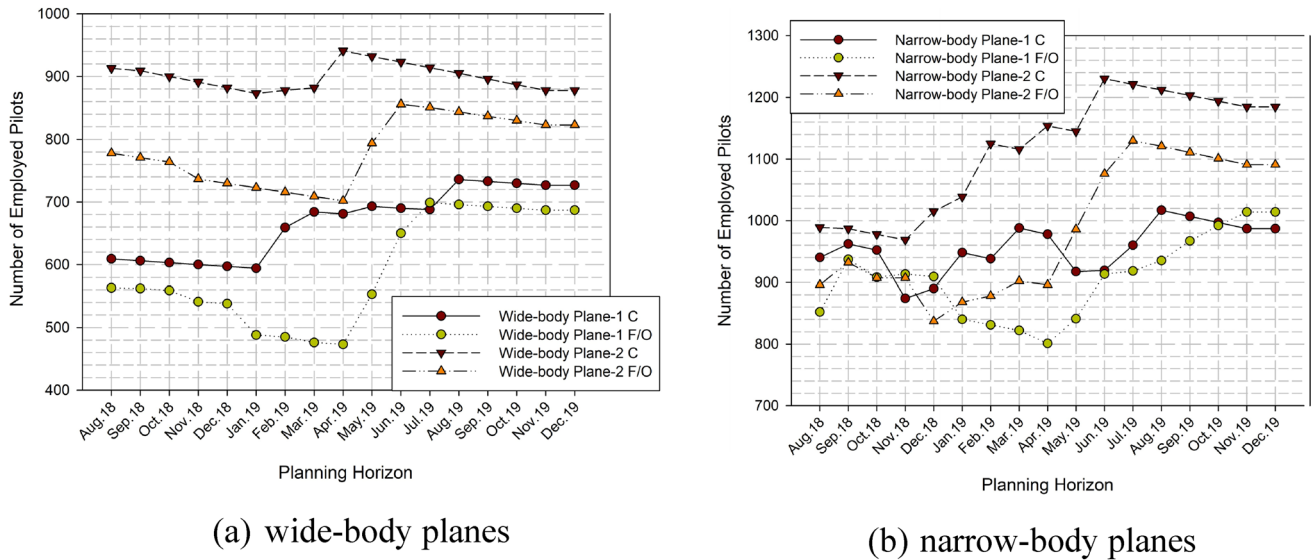 1000
900
800
700
600
500
400
Number of Employed Pilots
Wide-body Plane-1 C
Wide-body Plane-1 F/O
Wide-body Plane-2 C
Wide-body Plane-2 F/O
Aug.18
Sep.18
Oct.18
Nov.18
Dec.18
Jan.19
Feb.19
Mar.19
Apr.19
May.19
Jun.19
Jul.19
Aug.19
Sep.19
Oct.19
Nov.19
Dec.19
Planning Horizon
(a) wide-body planes
1300
1200
1100
1000
900
800
700
Number of Employed Pilots
Narrow-body Plane-1 C
Narrow-body Plane-1 F/O
Narrow-body Plane-2 C
Narrow-body Plane-2 F/O
Aug.18
Sep.18
Oct.18
Nov.18
Dec.18
Jan.19
Feb.19
Mar.19
Apr.19
May.19
Jun.19
Jul.19
Aug.19
Sep.19
Oct.19
Nov.19
Dec.19
Planning Horizon
(b) narrow-body planes